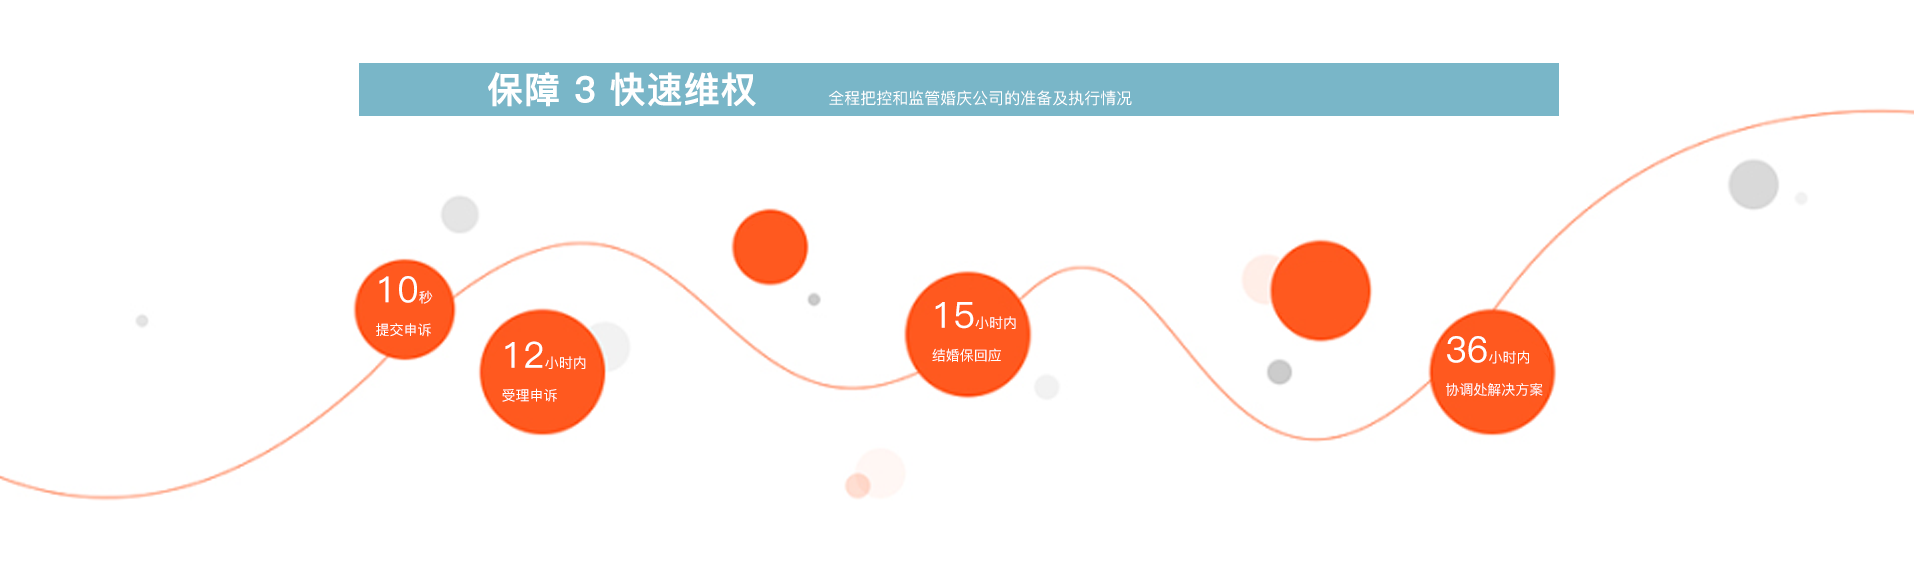 保障 3 快速维权
全程把控和监管婚庆公司的准备及执行情况
10秒
提交申诉
12小时内
受理申诉
15小时内
结婚保回应
36小时内
协调处解决方案